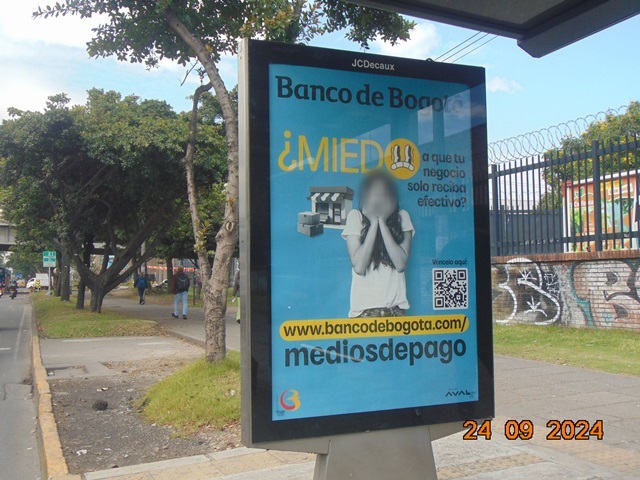 JCDecaux
Banco de Bogotá
¿MIEDO
a que tu
negocio
solo reciba
efectivo?
Véncelo aquí
www.bancodebogota.com/
mediosdepago
AVAL
24 09 2024